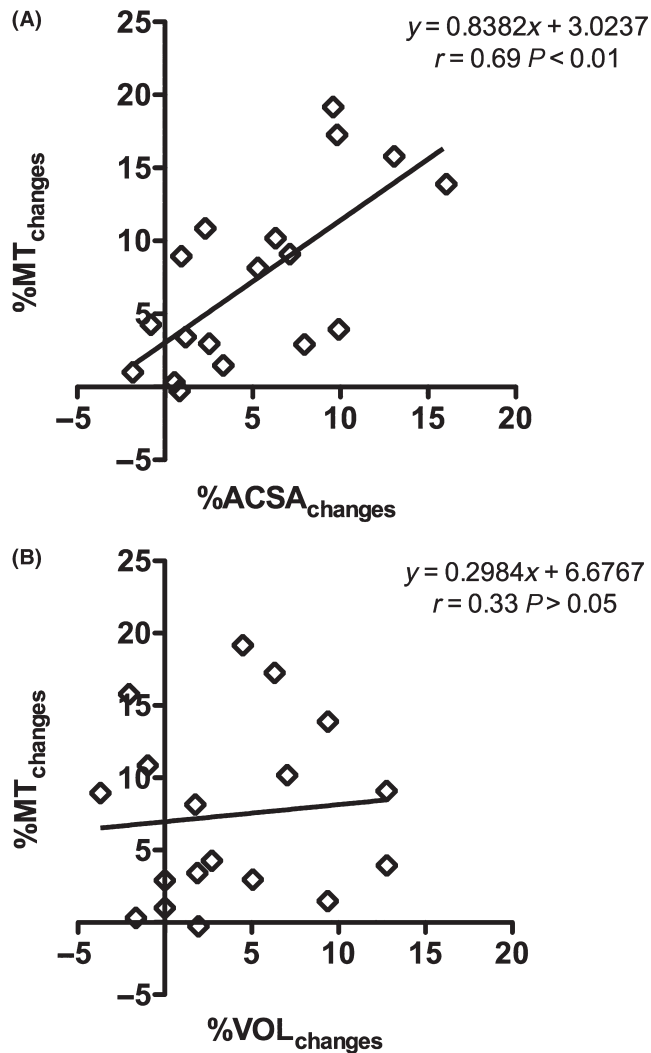 (A)
y = 0.8382x + 3.0237
r = 0.69 P < 0.01
25
20
15
10
5
–5
–5 5 10 15 20
%MTchanges
%ACSAchanges
(B)
y = 0.2984x + 6.6767
r = 0.33 P > 0.05
25
20
15
10
5
–5
–5 5 10 15 20
%MTchanges
%VOLchanges